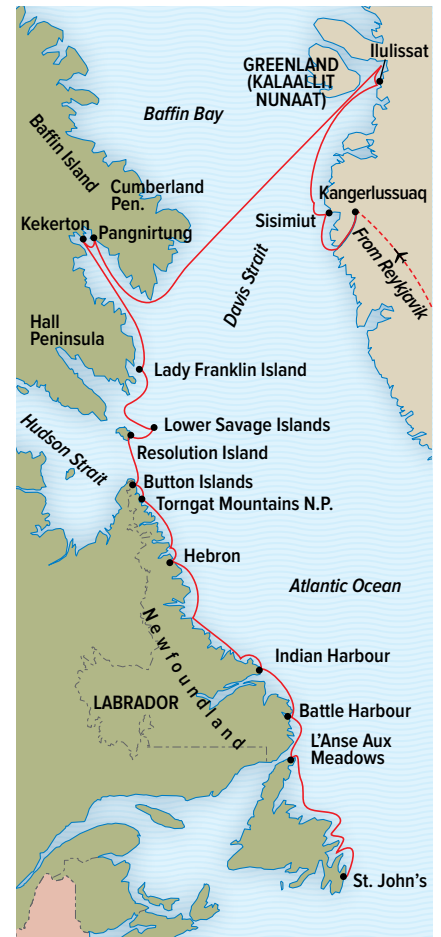 Ilulissat
GREENLAND
(KALAALLIT
NUNAAT)
Baffin Bay
Baffin Island
Cumberland
Pen.
Kangerlussuaq
Kekerton
Pangnirtung
Sisimiut
From Reykjavik
Davis Strait
Hall
Peninsula
Lady Franklin Island
Lower Savage Islands
Hudson Strait
Resolution Island
Button Islands
Torngat Mountains N.P.
Hebron
Atlantic Ocean
Newfoundland
Indian Harbour
LABRADOR
Battle Harbour
L'Anse Aux
Meadows
St. John's